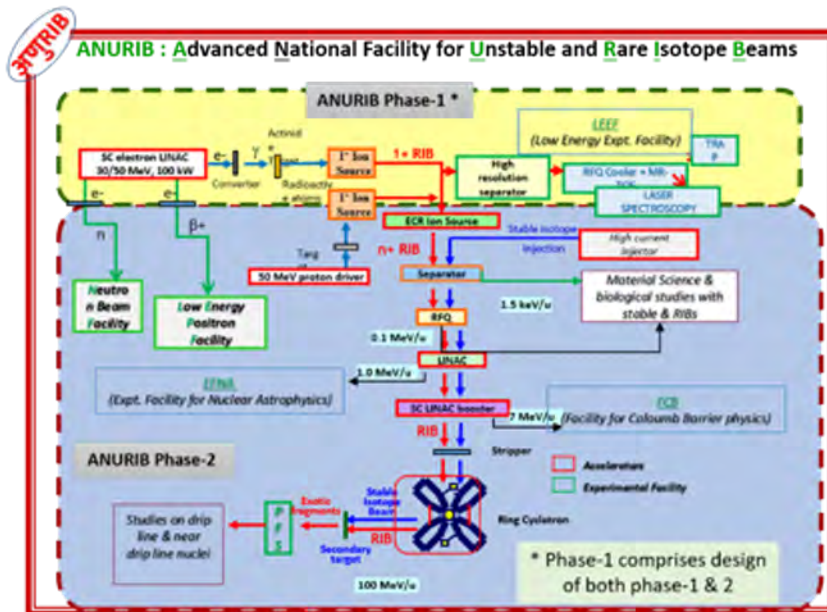 अणुRIB
ANURIB : Advanced National Facility for Unstable and Rare Isotope Beams
ANURIB Phase-1 *
SC electron LINAC
30/50 MeV, 100 kW
e-
Converter
γ
Actinid
e
Radioactiv
e atoms
1⁺ Ion
Source
1+ RIB
1⁺ Ion
Source
High
resolution
separator
LEEF
(Low Energy Expt. Facility)
TRA
P
RFQ Cooler + MR-
TOF
LASER
SPECTROSCOPY
e-
e-
n
β+
Neutro
n Beam
Facility
Low Energy
Positron
Facility
Targ
50 MeV proton driver
ECR Ion Source
n+ RIB
Stable isotope
Injection
High current
injector
Separator
1.5 keV/u
Material Science &
biological studies with
stable & RIBs
RFQ
0.1 MeV/u
LINAC
1.0 MeV/u
EFNA
(Expt. Facility for Nuclear Astrophysics)
SC LINAC booster
7 MeV/u
FCB
(Facility for Coloumb Barrier physics)
RIB
Stripper
ANURIB Phase-2
Accelerators
Experimental Facility
Ring Cyclotron
Studies on drip
line & near
drip line nuclei
P
F
S
Exotic
fragments
Stable
Isotope
Beam
RIB
Secondary
target
100 MeV/u
* Phase-1 comprises design
of both phase-1 & 2